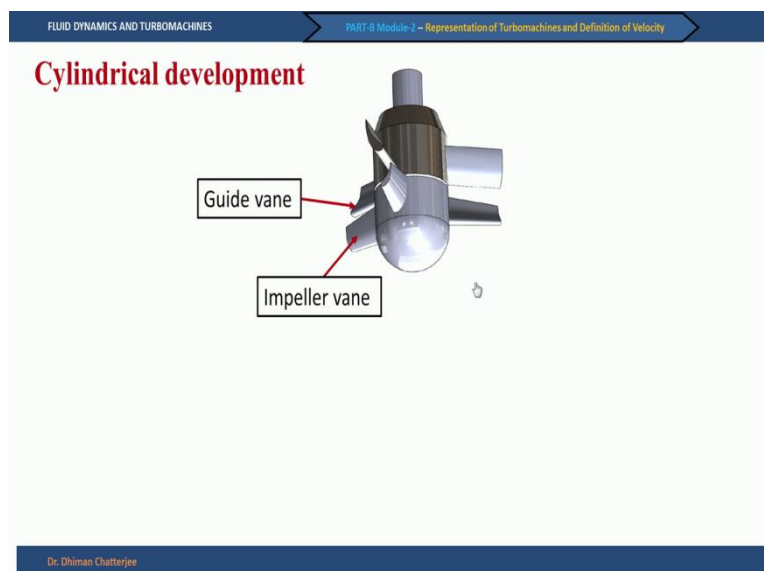 FLUID DYNAMICS AND TURBOMACHINES
PART-B Module-2 – Representation of Turbomachines and Definition of Velocity
Cylindrical development
Guide vane
Impeller vane
Dr. Dhiman Chatterjee